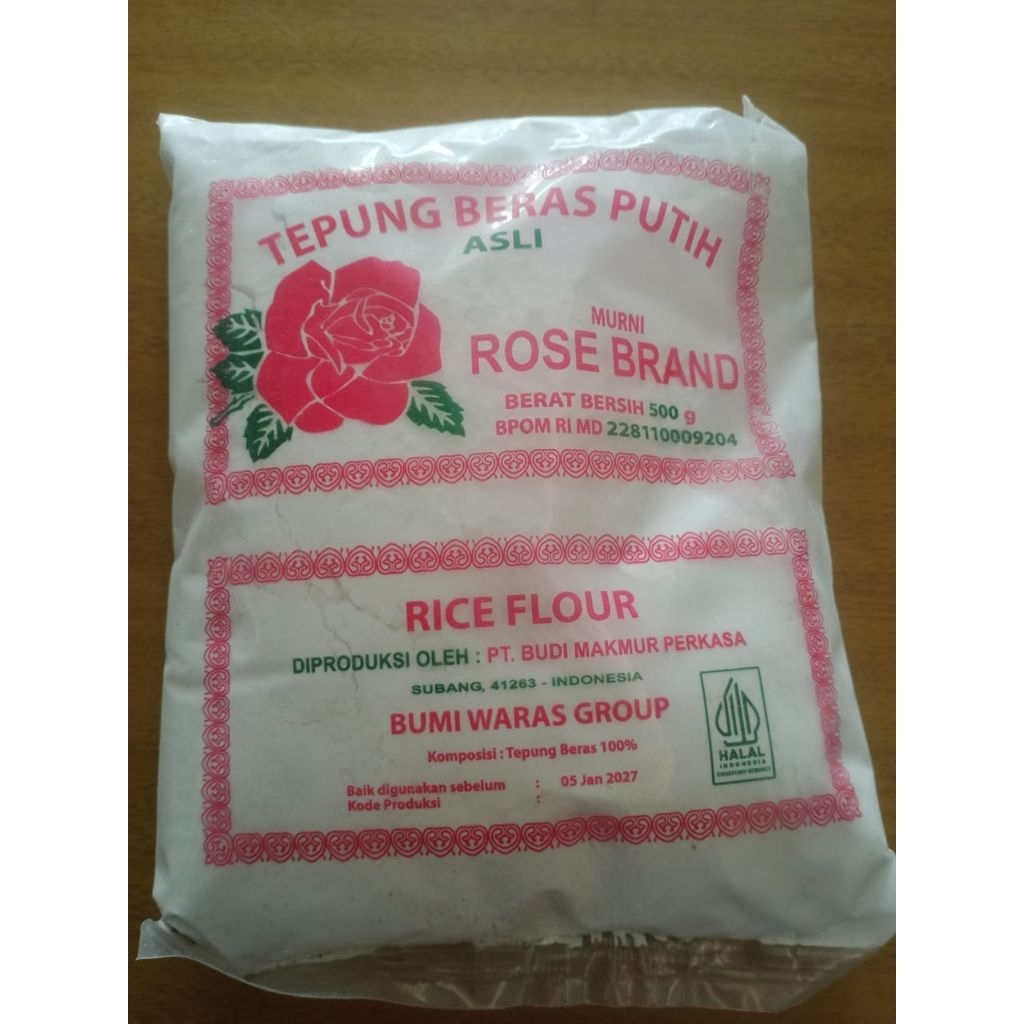 TEPUNG BERAS PUTIH
ASLI
MURNI
ROSE BRAND
BERAT BERSIH 500 g
BPOM RI MD 228110009204
RICE FLOUR
DIPRODUKSI OLEH : PT. BUDI MAKMUR PERKASA
SUBANG, 41263 - INDONESIA
BUMI WARAS GROUP
Komposisi : Tepung Beras 100%
Baik digunakan sebelum : 05 Jan 2027
Kode Produksi :
HALAL
INDONESIA